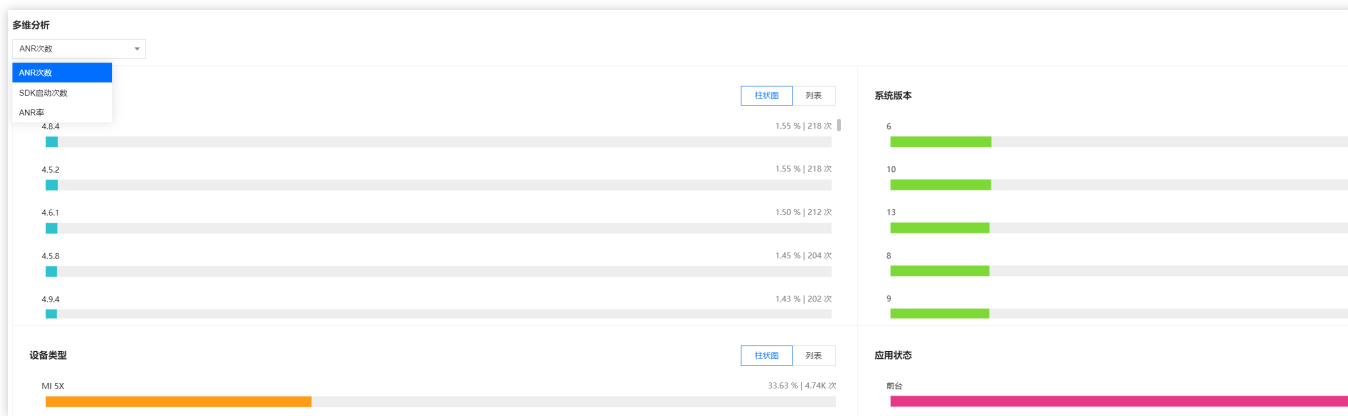 多维分析
ANR次数
ANR次数
SDK启动次数
ANR率
柱状图 列表
4.8.4 1.55 % | 218 次
4.5.2 1.55 % | 218 次
4.6.1 1.50 % | 212 次
4.5.8 1.45 % | 204 次
4.9.4 1.43 % | 202 次
系统版本
6
10
13
8
9
设备类型 柱状图 列表
MI 5X 33.63 % | 4.74K 次
应用状态
前台